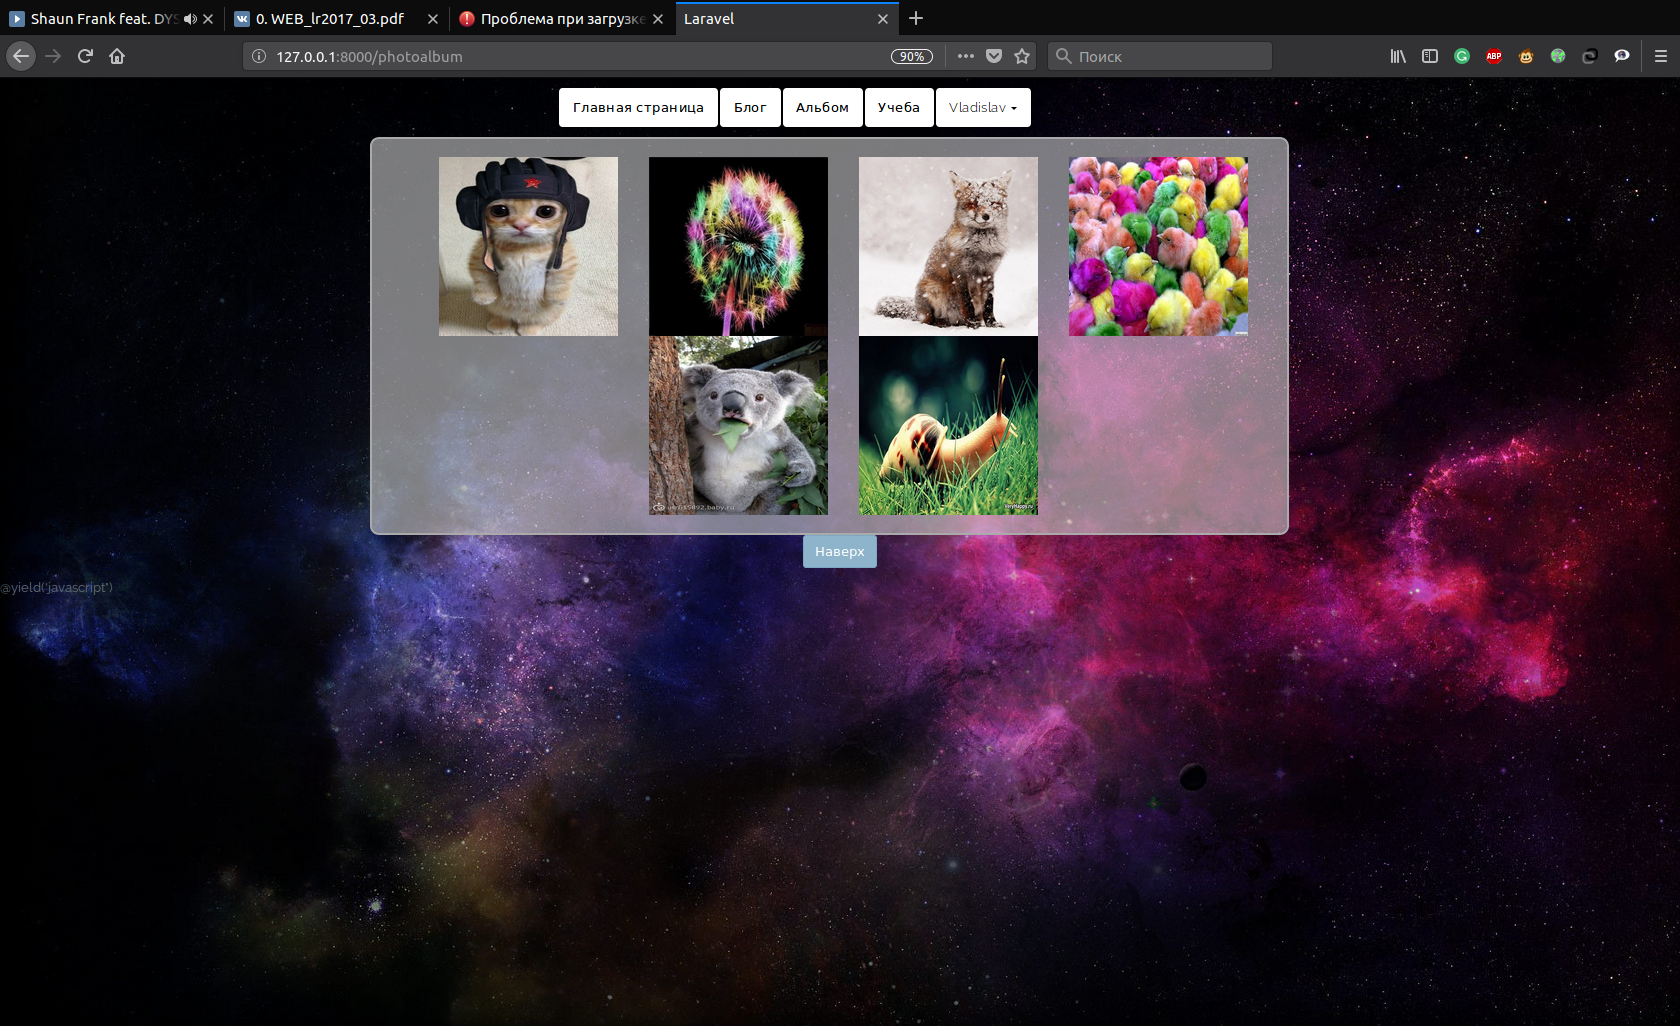 Shaun Frank feat. DYS
0. WEB_lr2017_03.pdf
Проблема при загрузке
Laravel
127.0.0.1:8000/photoalbum
90%
Поиск
ABP
Главная страница
Блог
Альбом
Учеба
Vladislav
Наверх
@yield('javascript")